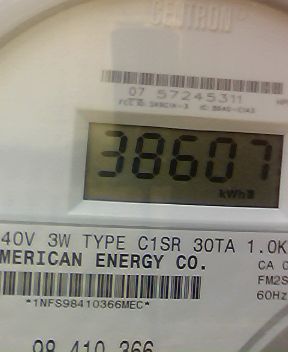 CENTRON®
07 57245311
38607
kWh
40V 3W TYPE C1SR 30TA 1.0K
MERICAN ENERGY CO.
CA
FM2S
60Hz
*1NFS98410366MEC*
98 410 366